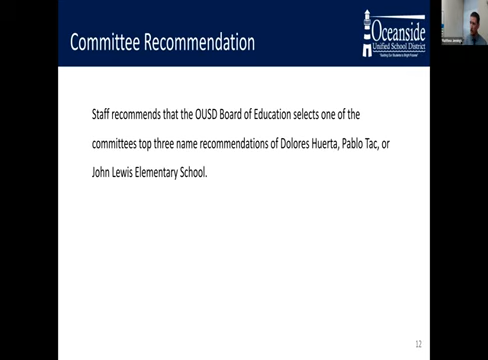 Committee Recommendation
Oceanside
Unified School District
Staff recommends that the OUSD Board of Education selects one of the
committees top three name recommendations of Dolores Huerta, Pablo Tac, or
John Lewis Elementary School.
12